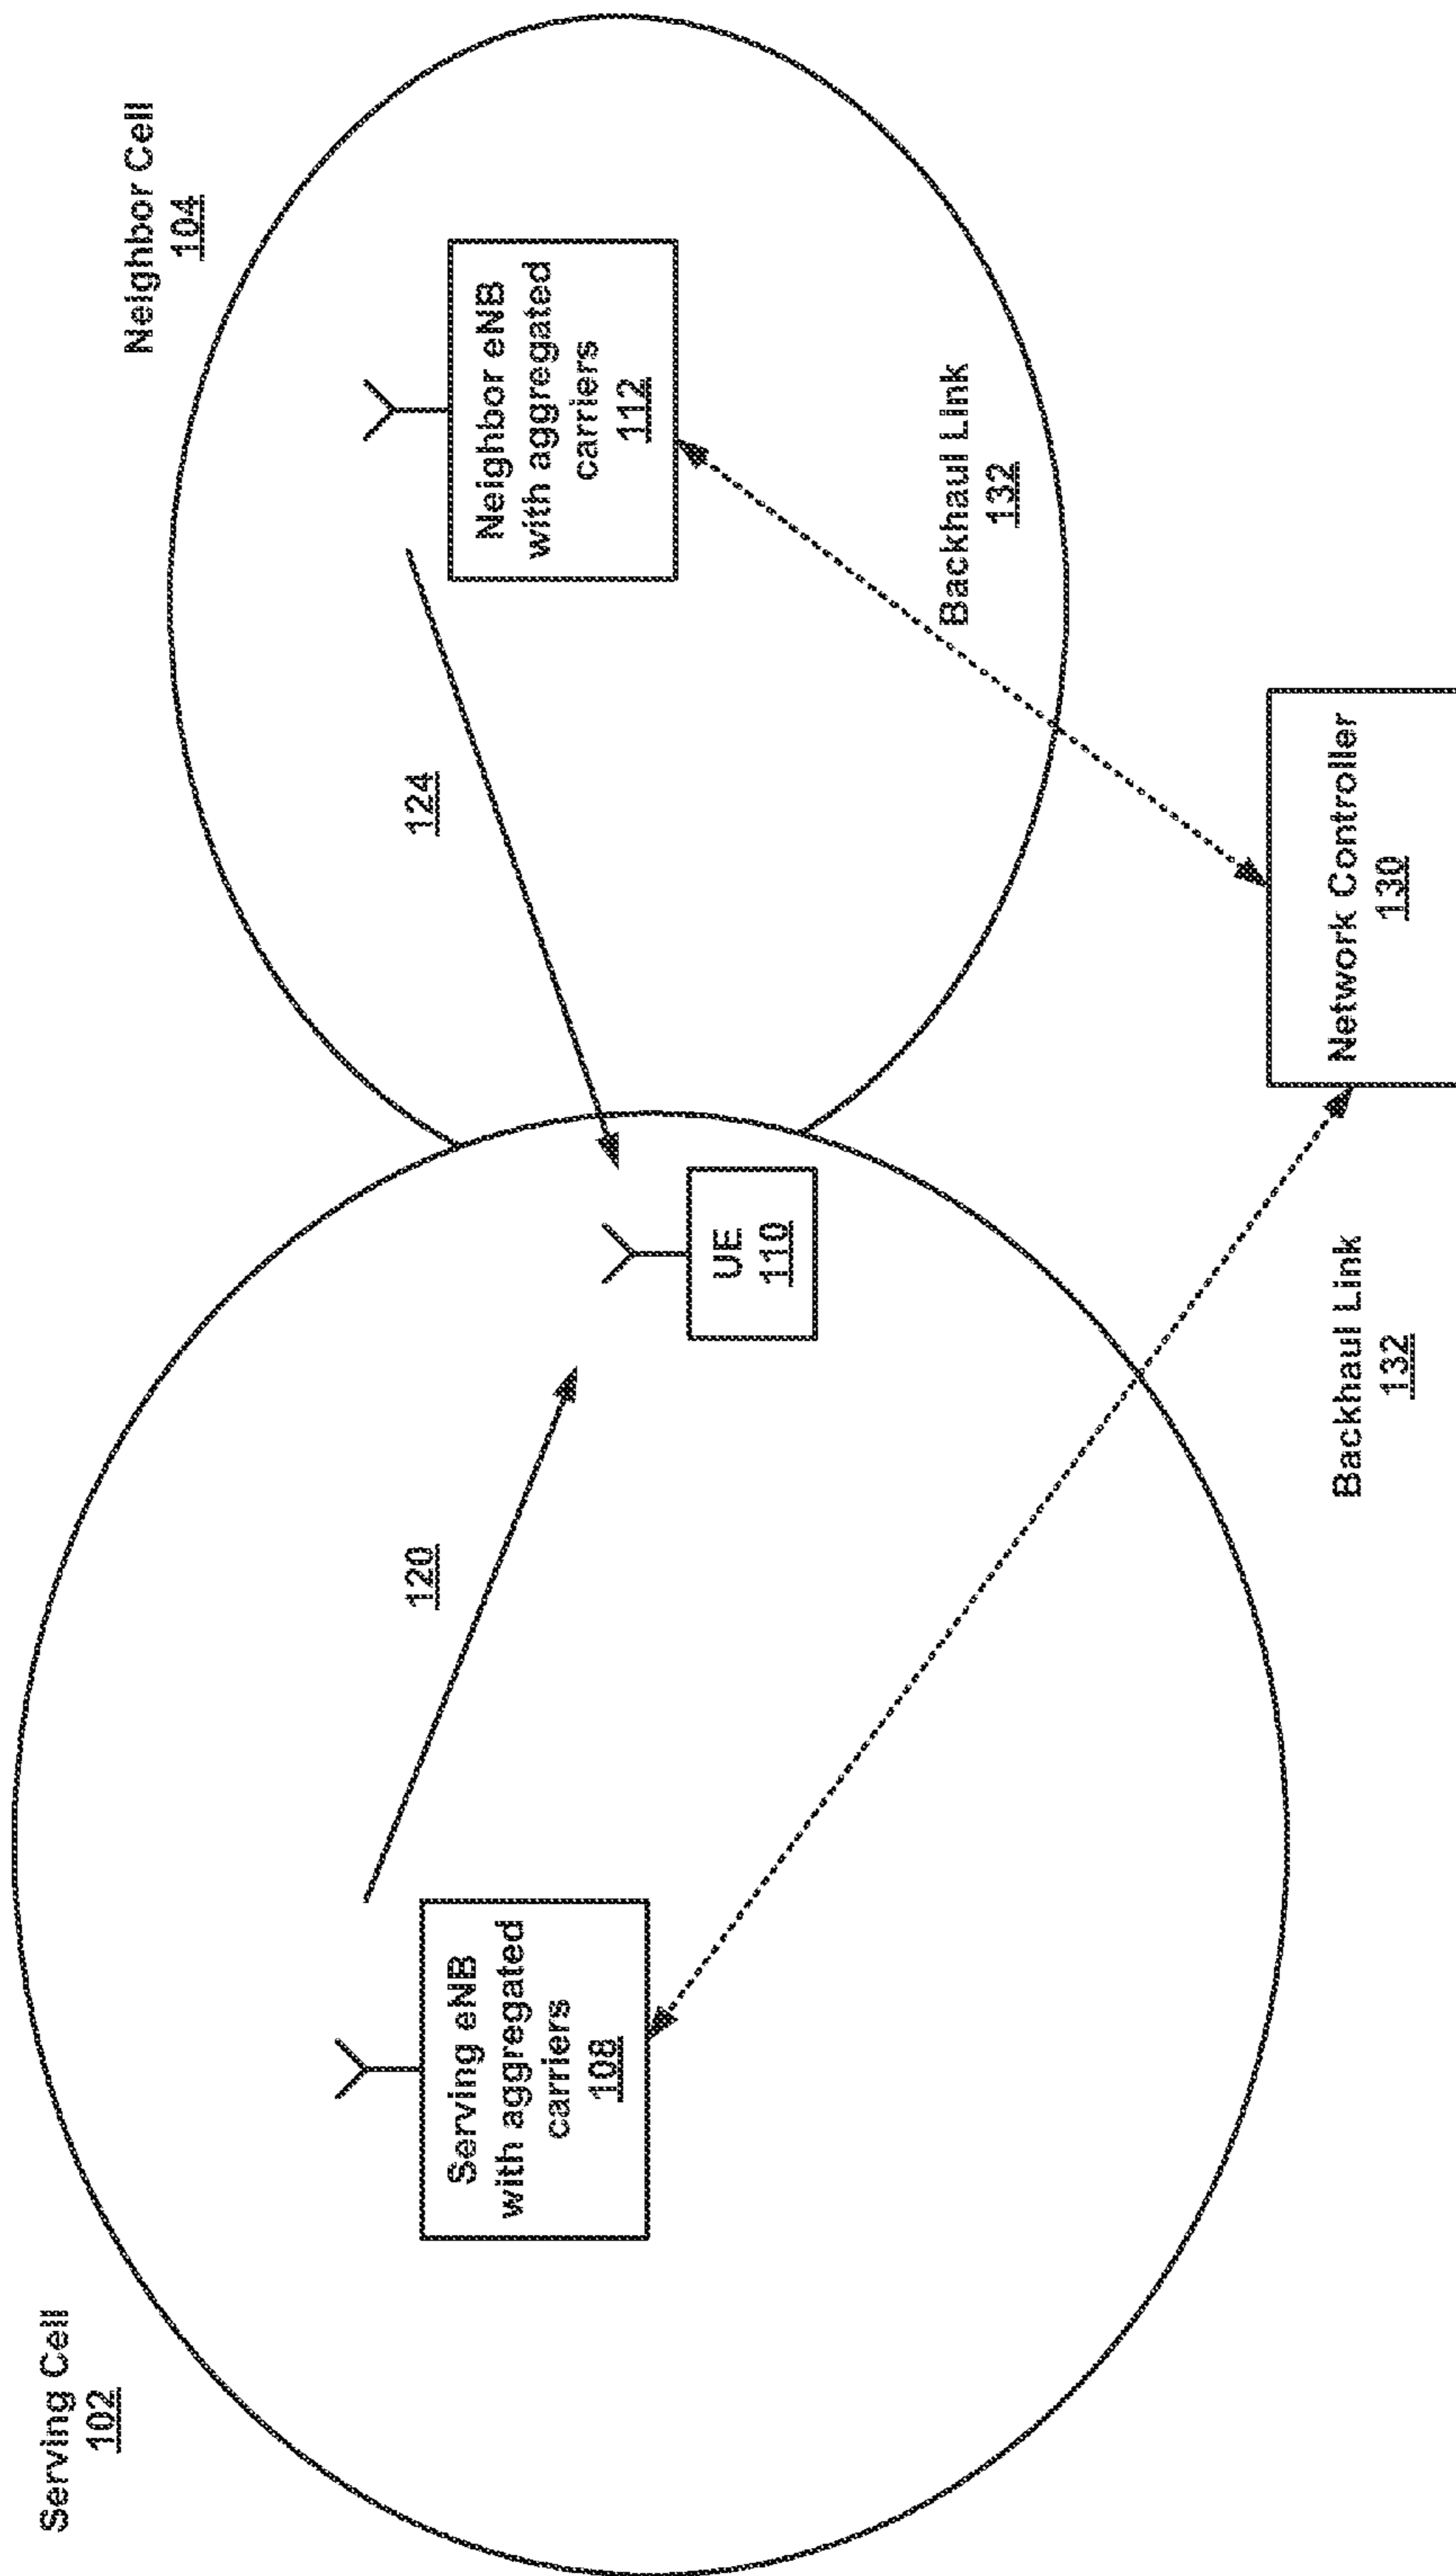 Serving Cell
102
Neighbor Cell
104
Serving eNB
with aggregated
carriers
108
120
UE
110
124
Neighbor eNB
with aggregated
carriers
112
Backhaul Link
132
Backhaul Link
132
Network Controller
130